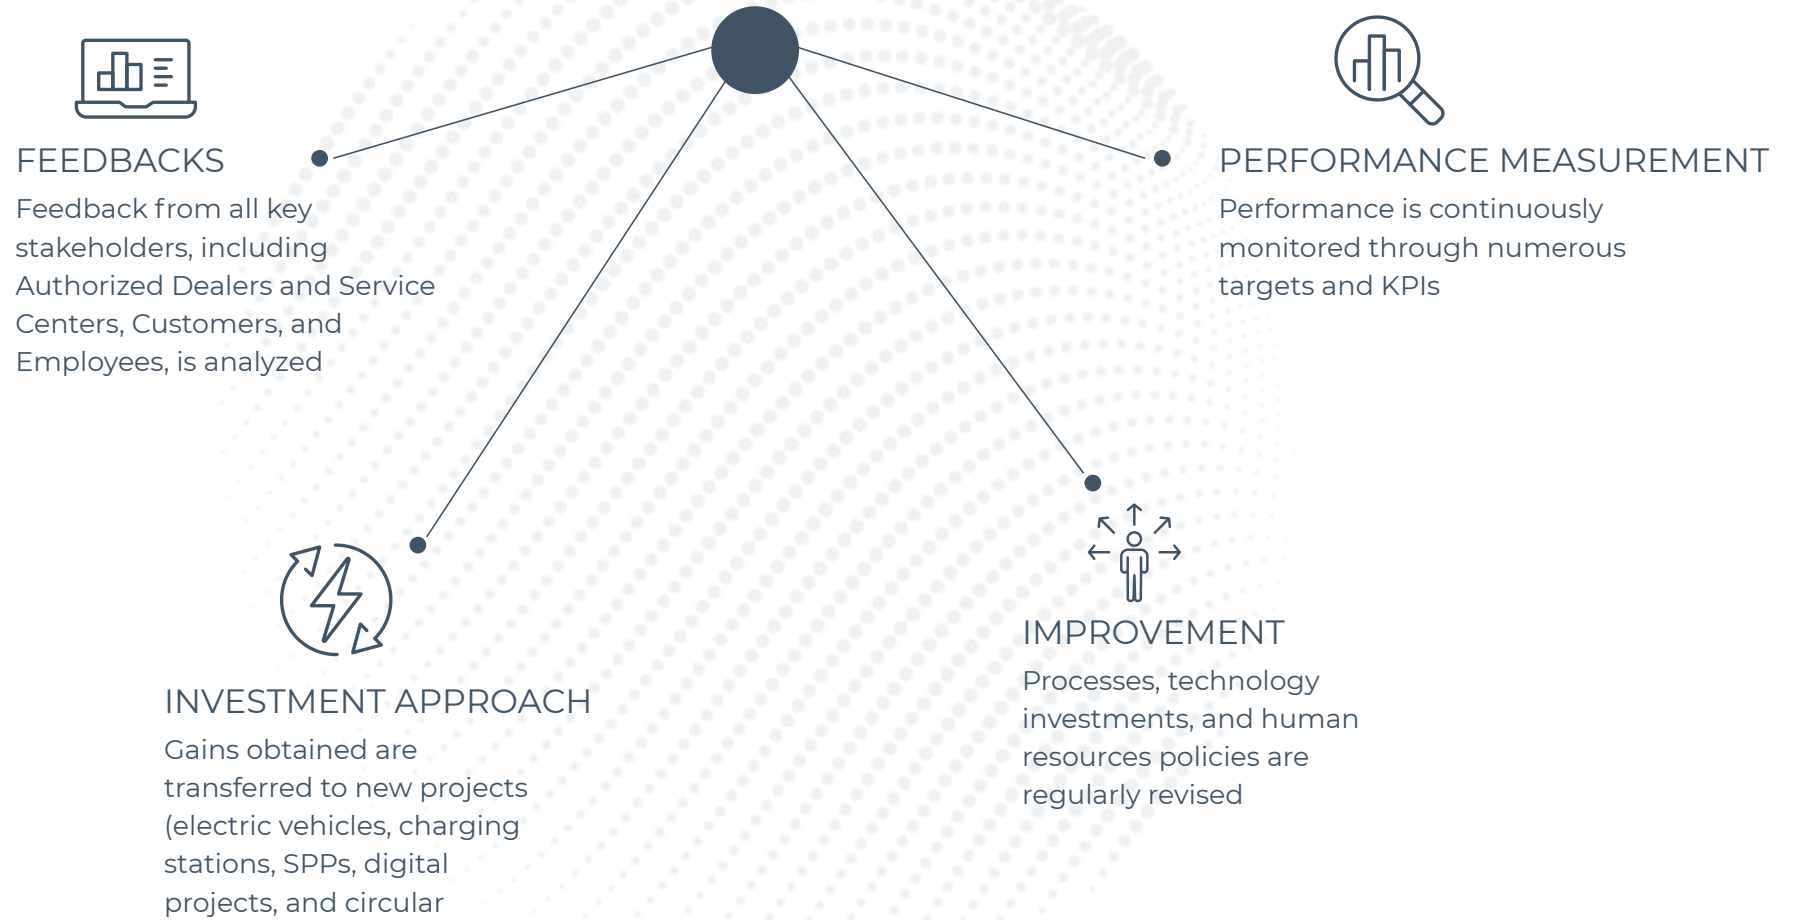 FEEDBACKS
Feedback from all key
stakeholders, including
Authorized Dealers and Service
Centers, Customers, and
Employees, is analyzed
PERFORMANCE MEASUREMENT
Performance is continuously
monitored through numerous
targets and KPIs
INVESTMENT APPROACH
Gains obtained are
transferred to new projects
(electric vehicles, charging
stations, SPPs, digital
projects, and circular
IMPROVEMENT
Processes, technology
investments, and human
resources policies are
regularly revised